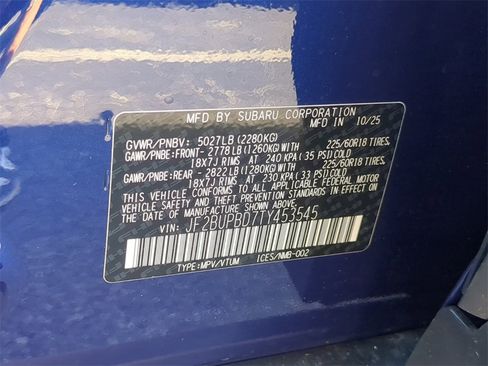 MFD BY SUBARU CORPORATION
MFD IN 10/25
GVWR/PNBV: 5027LB (2280KG)
GAWR/PNBE:FRONT- 2778LB(1260KG)WITH 225/60R18 TIRES,
18X7J RIMS AT 240 KPA(35 PSI)COLD
GAWR/PNBE:REAR - 2822LB(1280KG)WITH 225/60R18 TIRES,
18X7J RIMS AT 230 KPA(33 PSI)COLD
THIS VEHICLE CONFORMS TO ALL APPLICABLE FEDERAL
MOTOR VEHICLE SAFETY, BUMPER, AND THEFT PREVENTION
STANDARDS IN EFFECT ON THE DATE OF MANUFACTURE SHOWN ABOVE.
VIN: JF2BUPBD7TY453545
TYPE:MPV/VTUM ICES/NMB-002